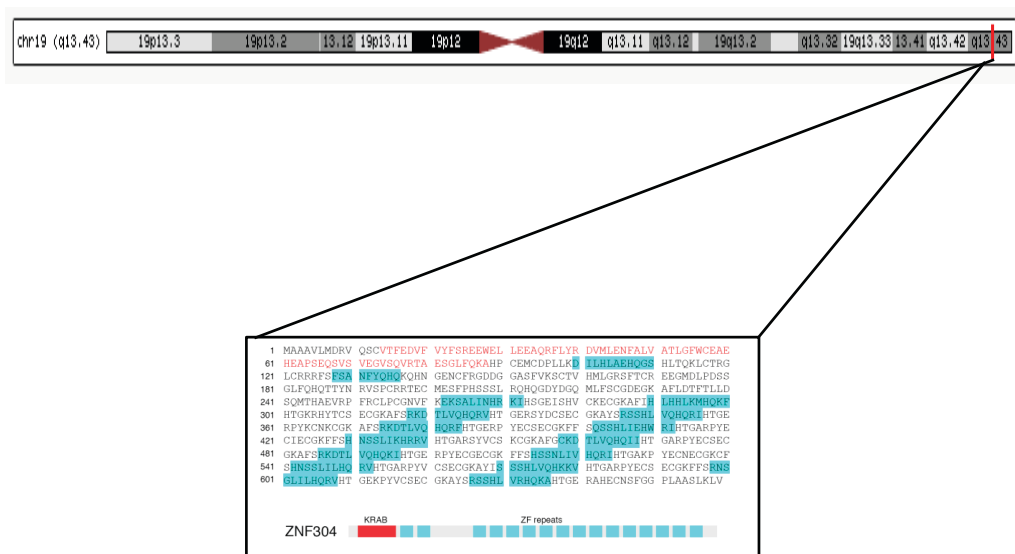 chr19 (q13.43) 19p13.3 19p13.2 13.12 19p13.11 19p12 19q12 q13.11 q13.12 19q13.2 q13.32 19q13.33 13.41 q13.42 q13.43
1 MAAAVLMDRV QSCVTFEDVF VYFSREEWEL LEEAQRFLYR DVMLENFALV ATLGFWCEAE
61 HEAPSEQSVS VEGVSQVRTA ESGLFQKAHP CEMCDPLLKD ILHLAEHQGS HLTQKLCTRG
121 LCRRRFSFSA NFYQHQKQHN GENCFRGDDG GASFVKSCTV HMLGRSFTCR EEGMDLPDSS
181 GLFQHQTTYN RVSPCRRTEC MESFPHSSSL RQHQGDYDGQ MLFSCGDEGK AFLDTFTLLD
241 SQMTHAEVRP FRCLPCGNVF KEKSALINHR KIHSGEISHV CKECGKAFIH LHHLKMHQKF
301 HTGKRHYTCS ECGKAFSRKD TLVQHQRVHT GERSYDCSEC GKAYSRSSHL VQHQRIHTGE
361 RPYKCNKCGK AFSRKDTLVQ HQRFHTGERP YECSECGKFF SQSSHLIEHW RIHTGARPYE
421 CIECGKFFSH NSSLIKHRRV HTGARSYVCS KCGKAFGCKD TLVQHQIIHT GARPYECSEC
481 GKAFSRKDTL VQHQKIHTGE RPYECGECGK FFSHSSNLIV HQRIHTGAKP YECNECGKCF
541 SHNSSLILHQ RVHTGARPYV CSECGKAYIS SSHLVQHKKV HTGARPYECS ECGKFFSRNS
601 GLILHQRVHT GEKPYVCSEC GKAYSRSSHL VRHQKAHTGE RAHECNSFGG PLAASLKLV
KRAB ZF repeats
ZNF304